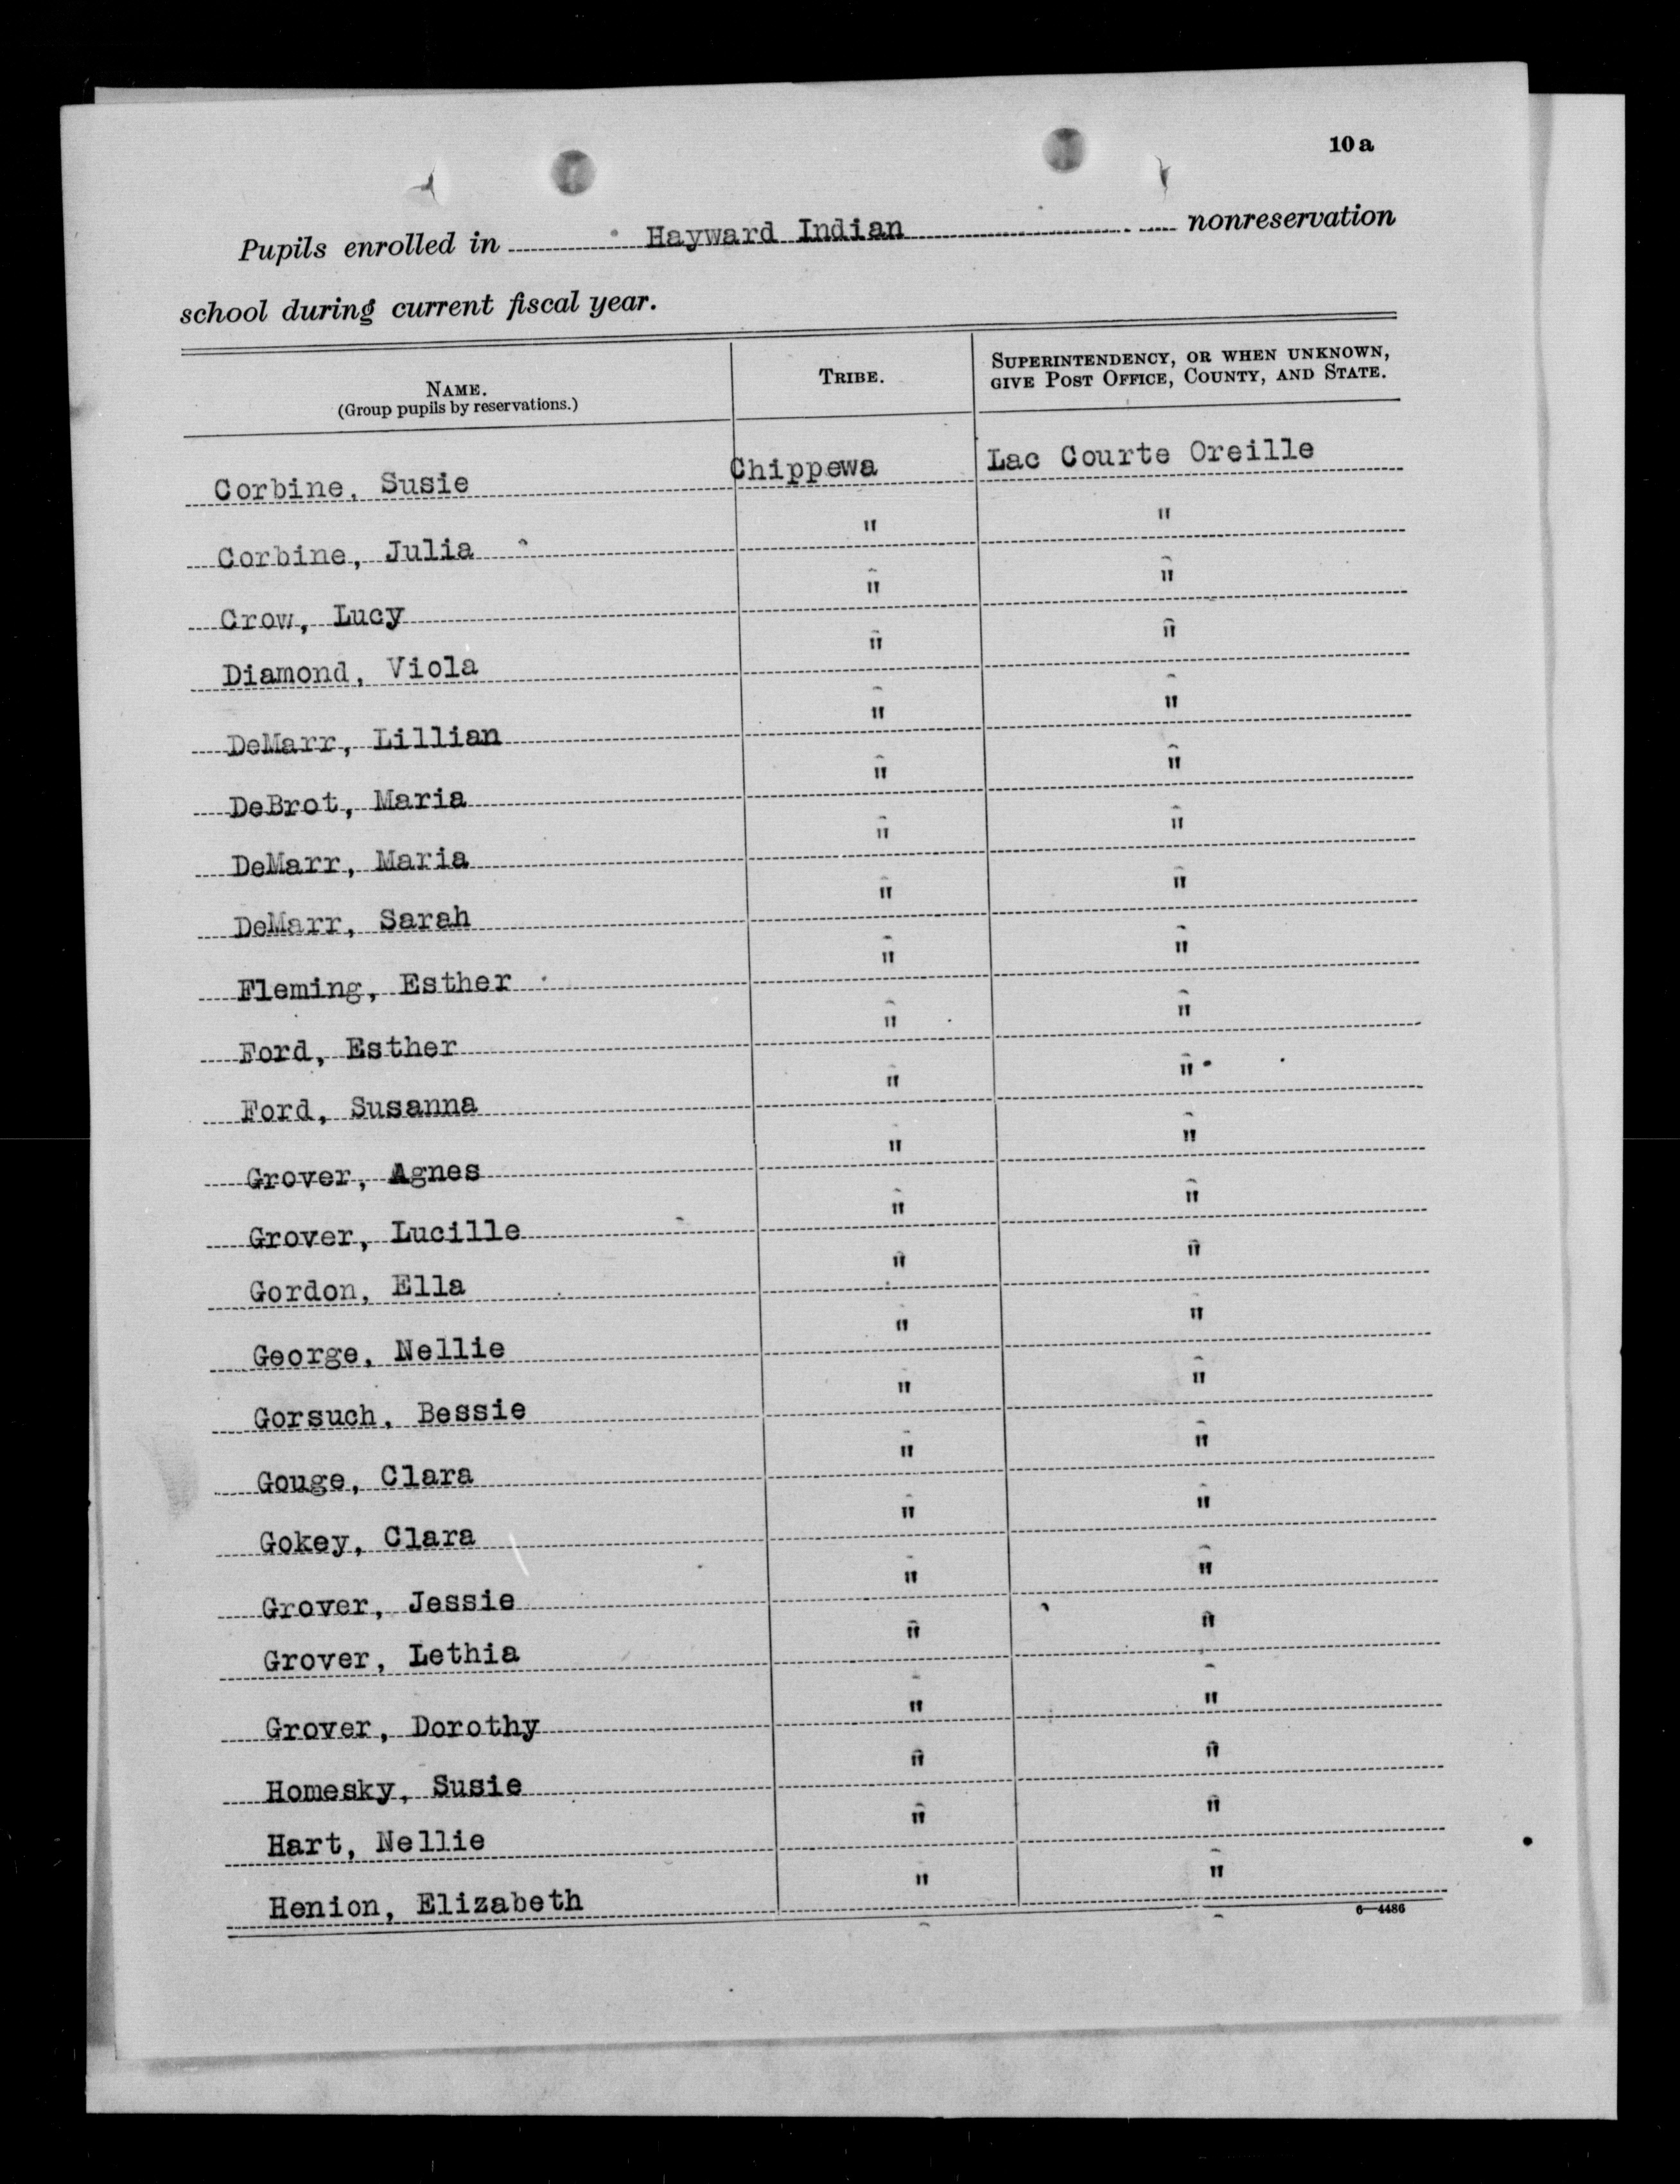 10 a
Pupils enrolled in Hayward Indian nonreservation
school during current fiscal year.
NAME.
(Group pupils by reservations.)
TRIBE.
SUPERINTENDENCY, OR WHEN UNKNOWN,
GIVE POST OFFICE, COUNTY, AND STATE.
Corbine, Susie Chippewa Lac Courte Oreille
Corbine, Julia " "
Crow, Lucy " "
Diamond, Viola " "
DeMarr, Lillian " "
DeBrot, Maria " "
DeMarr, Maria " "
DeMarr, Sarah " "
Fleming, Esther " "
Ford, Esther " "
Ford, Susanna " "
Grover, Agnes " "
Grover, Lucille " "
Gordon, Ella " "
George, Nellie " "
Gorsuch, Bessie " "
Gouge, Clara " "
Gokey, Clara " "
Grover, Jessie " "
Grover, Lethia " "
Grover, Dorothy " "
Homesky, Susie " "
Hart, Nellie " "
Henion, Elizabeth " "
6—4486